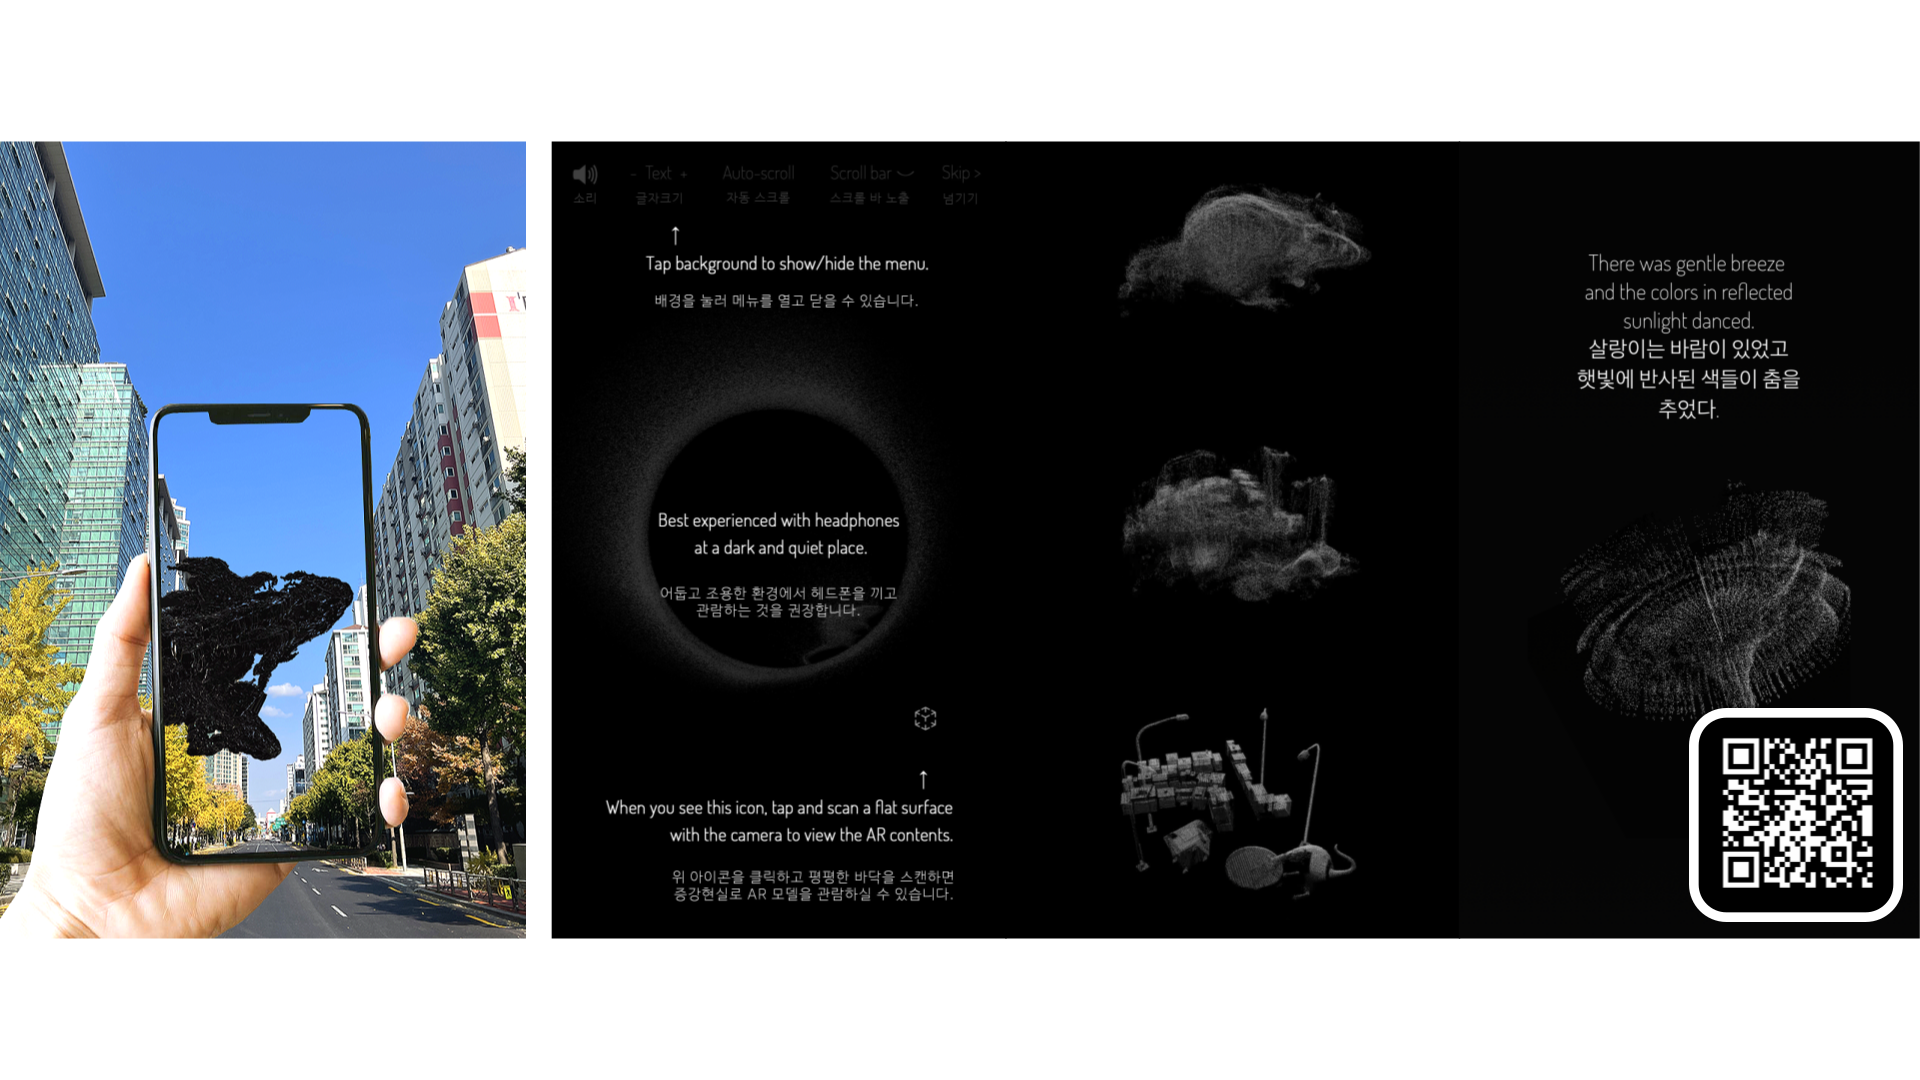 - Text +
Auto-scroll
Scroll bar
Skip >
소리
글자크기
자동 스크롤
스크롤 바 노출
넘기기
Tap background to show/hide the menu.
배경을 눌러 메뉴를 열고 닫을 수 있습니다.
Best experienced with headphones
at a dark and quiet place.
어둡고 조용한 환경에서 헤드폰을 끼고
관람하는 것을 권장합니다.
When you see this icon, tap and scan a flat surface
with the camera to view the AR contents.
위 아이콘을 클릭하고 평평한 바닥을 스캔하면
증강현실로 AR 모델을 관람하실 수 있습니다.
There was gentle breeze
and the colors in reflected
sunlight danced.
살랑이는 바람이 있었고
햇빛에 반사된 색들이 춤을
추었다.